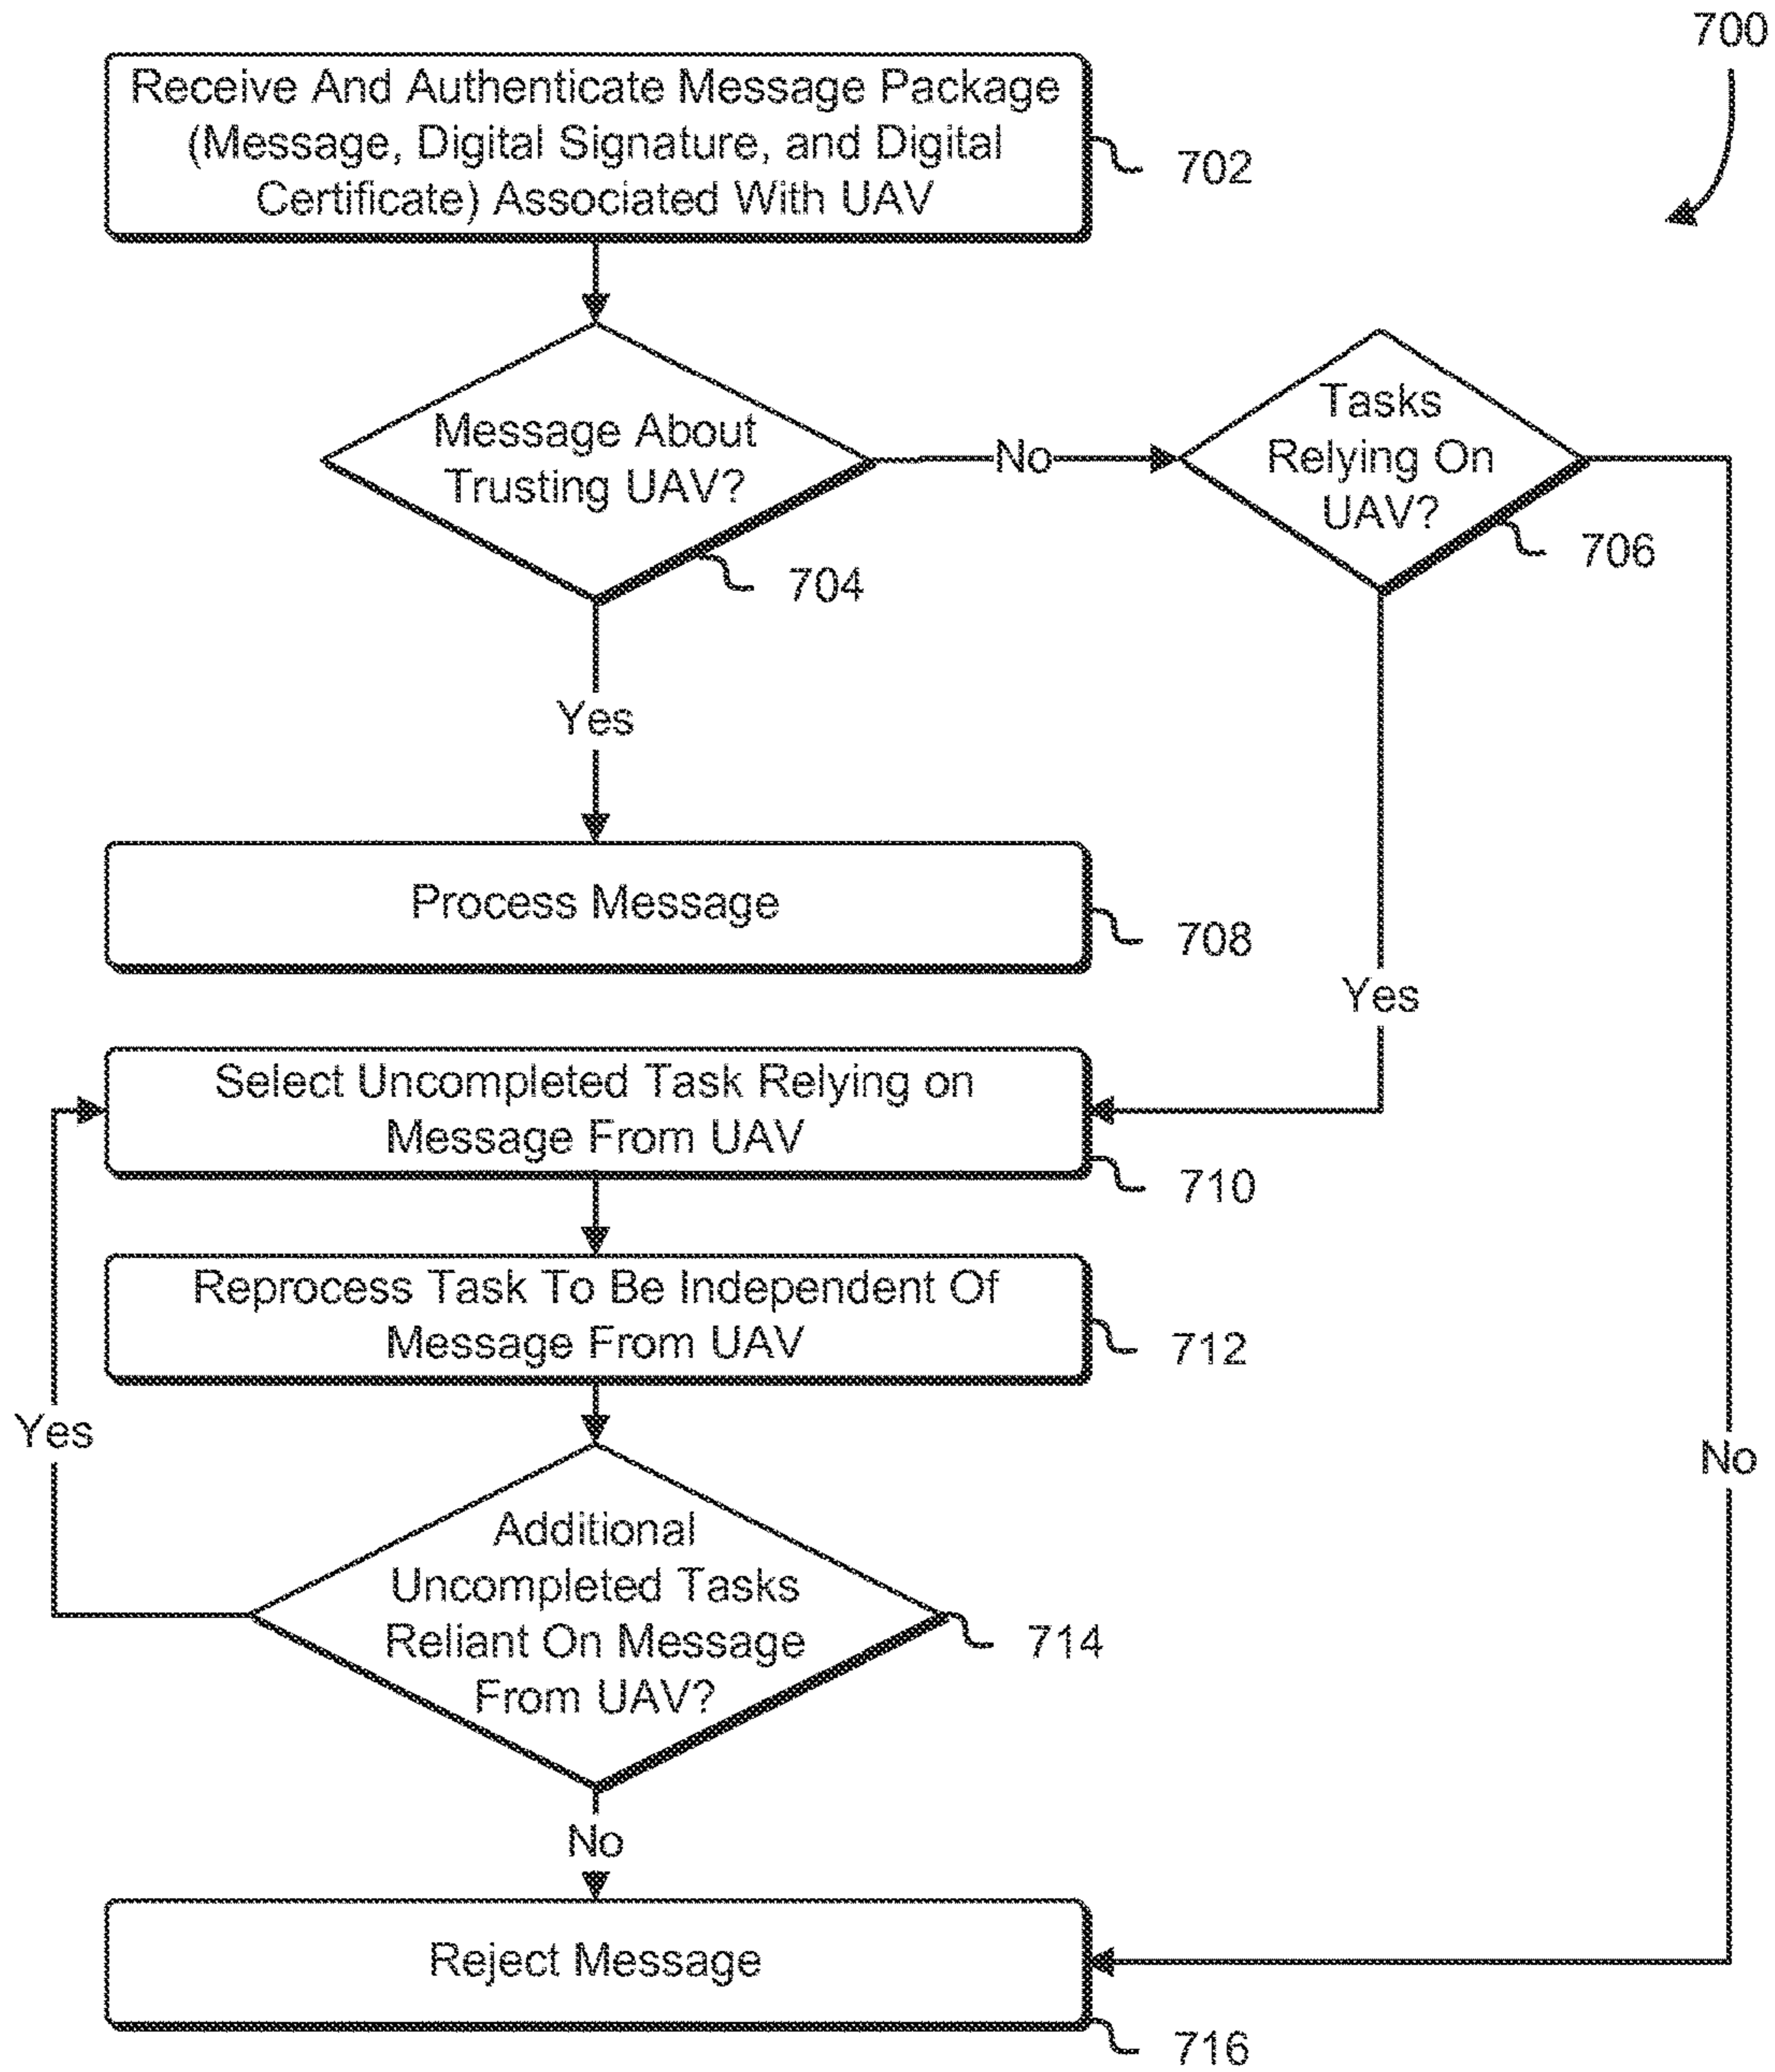 700
Receive And Authenticate Message Package
(Message, Digital Signature, and Digital
Certificate) Associated With UAV
702
Message About
Trusting UAV?
704
No
Tasks
Relying On
UAV?
706
Yes
Process Message
708
Yes
Select Uncompleted Task Relying on
Message From UAV
710
Reprocess Task To Be Independent Of
Message From UAV
712
Yes
No
Additional
Uncompleted Tasks
Reliant On Message
From UAV?
714
No
Reject Message
716